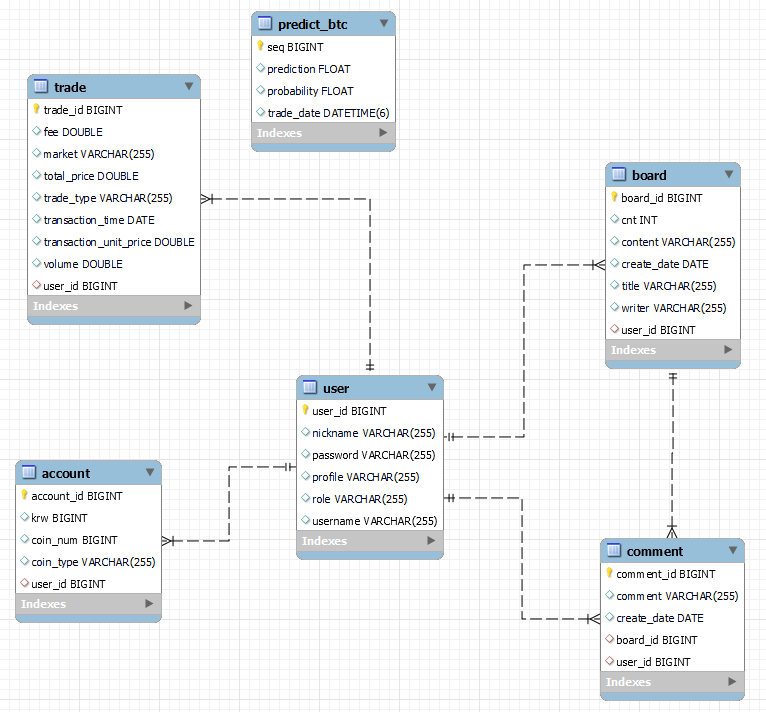 predict_btc
seq BIGINT
prediction FLOAT
probability FLOAT
trade_date DATETIME(6)
Indexes
trade
trade_id BIGINT
fee DOUBLE
market VARCHAR(255)
total_price DOUBLE
trade_type VARCHAR(255)
transaction_time DATE
transaction_unit_price DOUBLE
volume DOUBLE
user_id BIGINT
Indexes
board
board_id BIGINT
cnt INT
content VARCHAR(255)
create_date DATE
title VARCHAR(255)
writer VARCHAR(255)
user_id BIGINT
Indexes
user
user_id BIGINT
nickname VARCHAR(255)
password VARCHAR(255)
profile VARCHAR(255)
role VARCHAR(255)
username VARCHAR(255)
Indexes
account
account_id BIGINT
krw BIGINT
coin_num BIGINT
coin_type VARCHAR(255)
user_id BIGINT
Indexes
comment
comment_id BIGINT
comment VARCHAR(255)
create_date DATE
board_id BIGINT
user_id BIGINT
Indexes